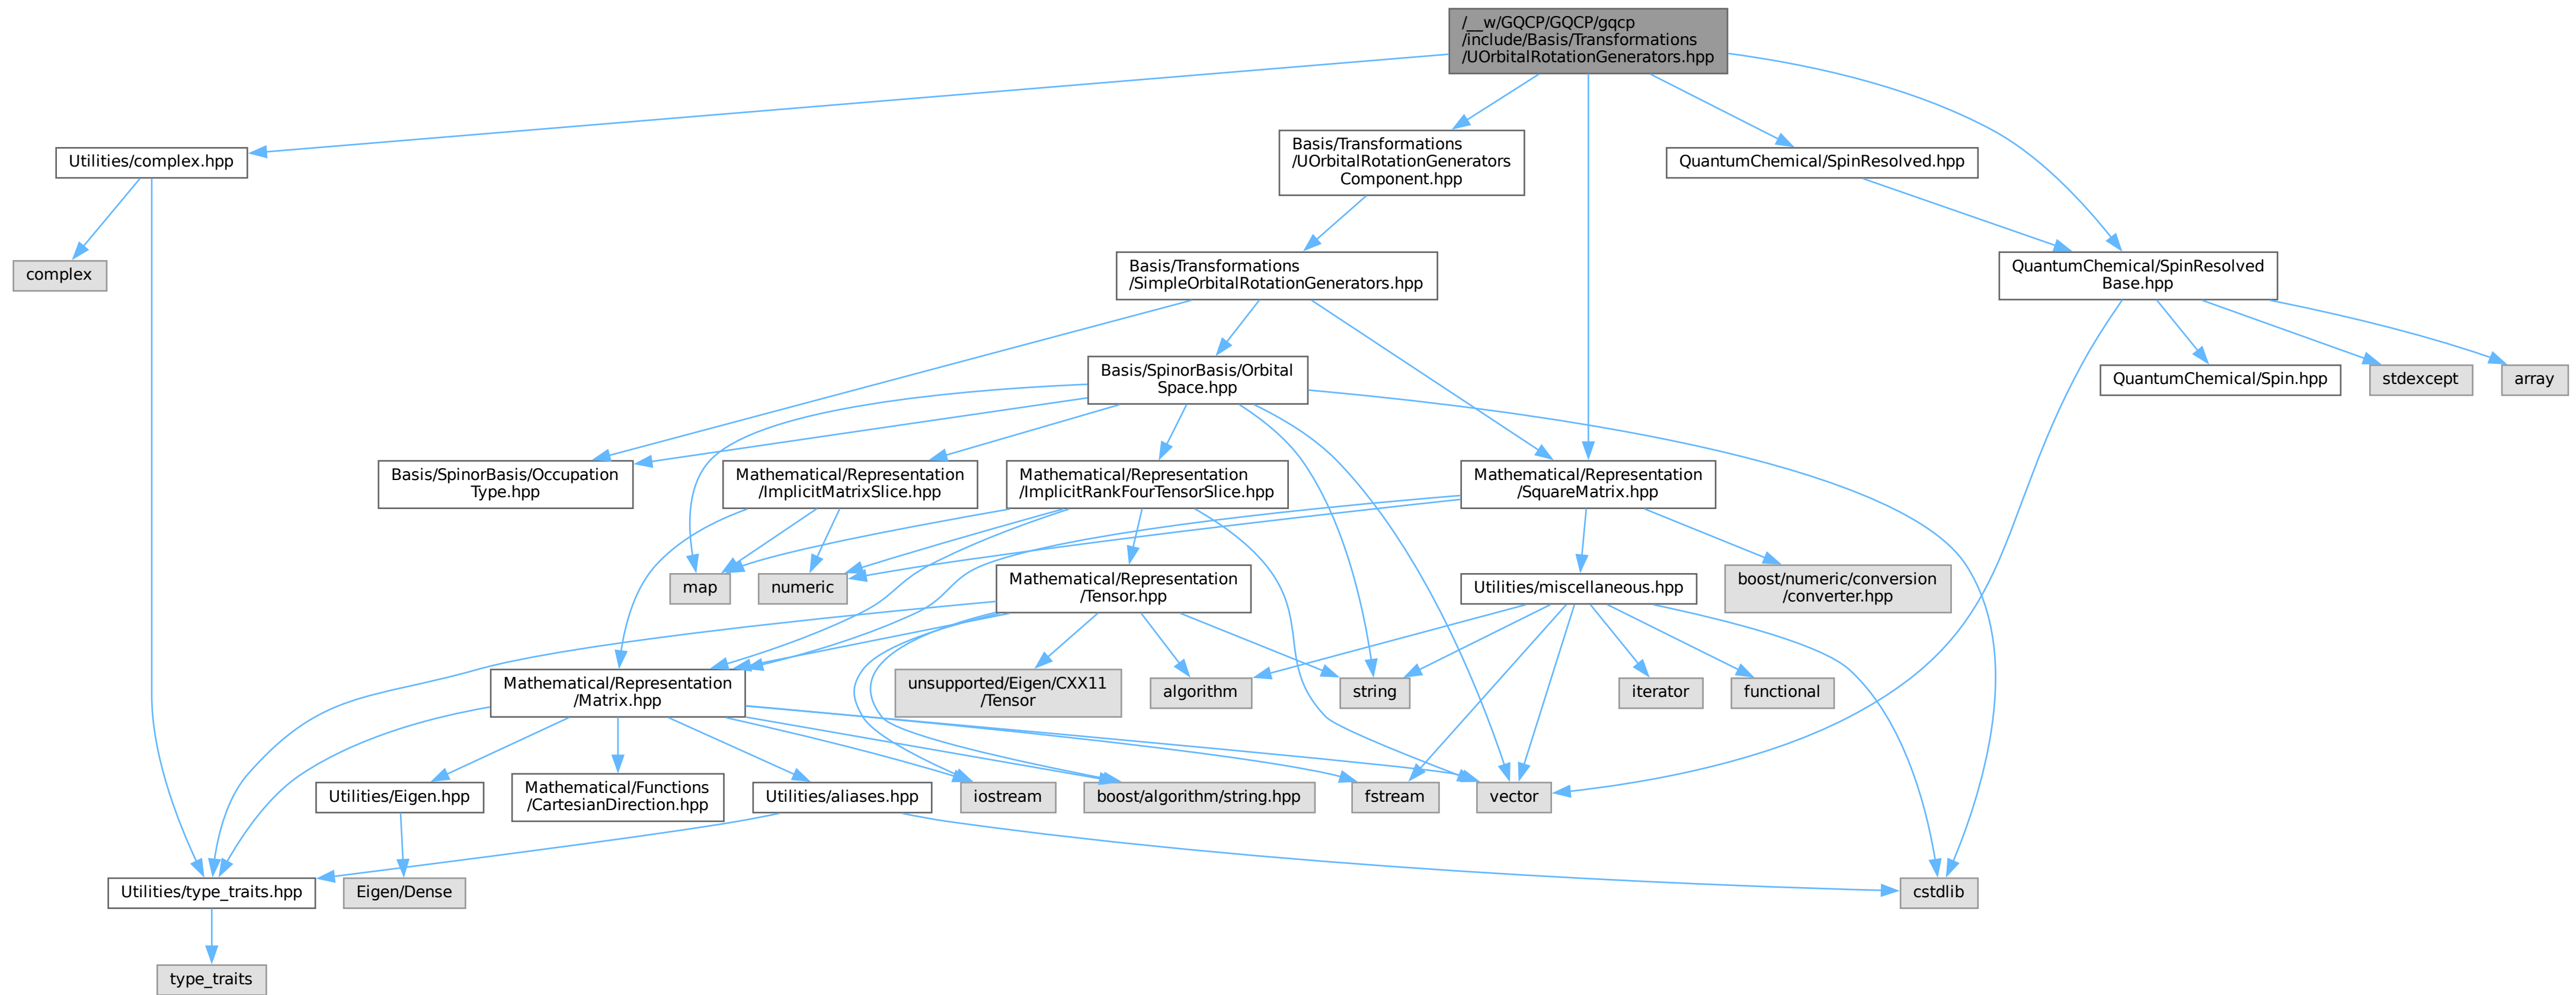 /__w/GQCP/GQCP/gqcp
/include/Basis/Transformations
/UOrbitalRotationGenerators.hpp
Utilities/complex.hpp
Basis/Transformations
/UOrbitalRotationGenerators
Component.hpp
QuantumChemical/SpinResolved.hpp
complex
Basis/Transformations
/SimpleOrbitalRotationGenerators.hpp
QuantumChemical/SpinResolved
Base.hpp
Basis/SpinorBasis/Orbital
Space.hpp
QuantumChemical/Spin.hpp
stdexcept
array
Basis/SpinorBasis/Occupation
Type.hpp
Mathematical/Representation
/ImplicitMatrixSlice.hpp
Mathematical/Representation
/ImplicitRankFourTensorSlice.hpp
Mathematical/Representation
/SquareMatrix.hpp
map
numeric
Mathematical/Representation
/Tensor.hpp
Utilities/miscellaneous.hpp
boost/numeric/conversion
/converter.hpp
Mathematical/Representation
/Matrix.hpp
unsupported/Eigen/CXX11
/Tensor
algorithm
string
iterator
functional
Utilities/Eigen.hpp
Mathematical/Functions
/CartesianDirection.hpp
Utilities/aliases.hpp
iostream
boost/algorithm/string.hpp
fstream
vector
Utilities/type_traits.hpp
Eigen/Dense
cstdlib
type_traits